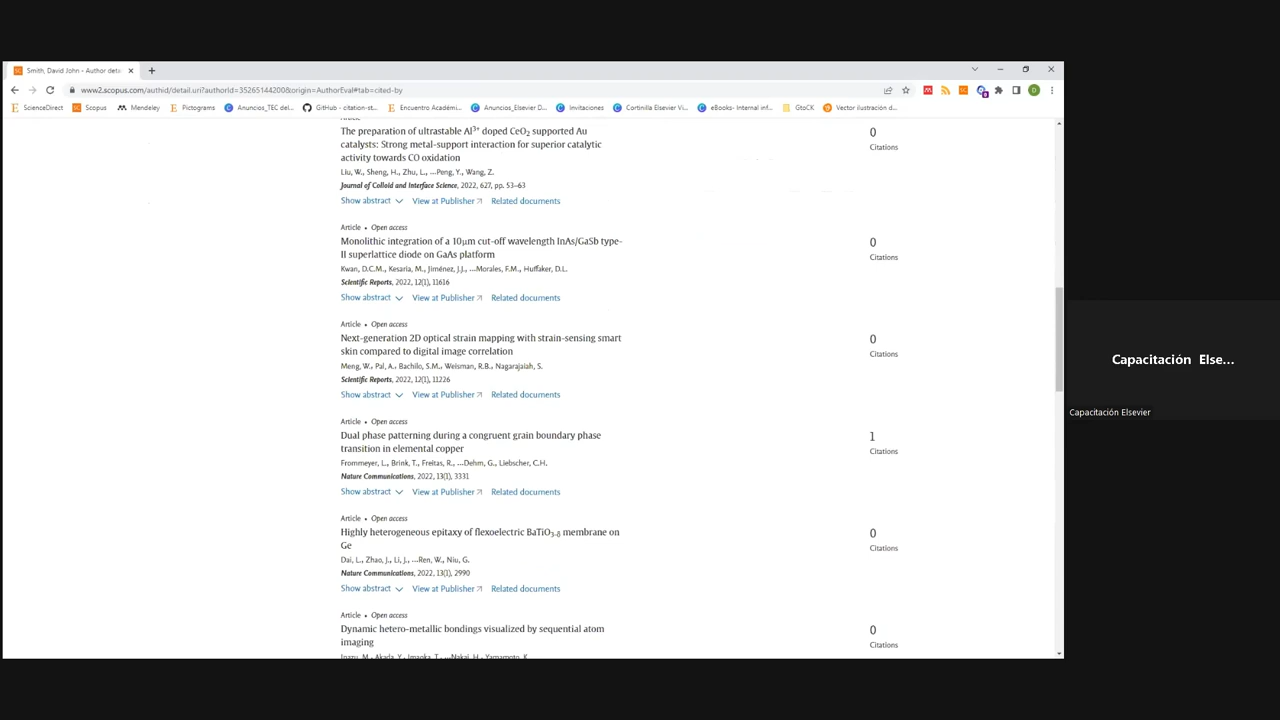 Smith, David John - Author deta
www2.scopus.com/authid/detail.uri?authorId=35265144200&origin=AuthorEval#tab=cited-by
ScienceDirect Scopus Mendeley Pictograms Anuncios_TEC del... GitHub - citation-st... Encuentro Académi... Anuncios_Elsevier D... Invitaciones Cortinilla Elsevier Vi... eBooks- Internal inf... GtoCK Vector ilustración d...
Article
The preparation of ultrastable Al3+ doped CeO2 supported Au
catalysts: Strong metal-support interaction for superior catalytic
activity towards CO oxidation
0
Citations
Liu, W., Sheng, H., Zhu, L., ...Peng, Y., Wang, Z.
Journal of Colloid and Interface Science, 2022, 627, pp. 53–63
Show abstract View at Publisher Related documents
Article • Open access
Monolithic integration of a 10μm cut-off wavelength InAs/GaSb type-
II superlattice diode on GaAs platform
0
Citations
Kwan, D.C.M., Kesaria, M., Jiménez, J.J., ...Morales, F.M., Huffaker, D.L.
Scientific Reports, 2022, 12(1), 11616
Show abstract View at Publisher Related documents
Article • Open access
Next-generation 2D optical strain mapping with strain-sensing smart
skin compared to digital image correlation
0
Citations
Meng, W., Pal, A., Bachilo, S.M., Weisman, R.B., Nagarajaiah, S.
Scientific Reports, 2022, 12(1), 11226
Show abstract View at Publisher Related documents
Article • Open access
Dual phase patterning during a congruent grain boundary phase
transition in elemental copper
1
Citations
Frommeyer, L., Brink, T., Freitas, R., ...Dehm, G., Liebscher, C.H.
Nature Communications, 2022, 13(1), 3331
Show abstract View at Publisher Related documents
Article • Open access
Highly heterogeneous epitaxy of flexoelectric BaTiO3-δ membrane on
Ge
0
Citations
Dai, L., Zhao, J., Li, J., ...Ren, W., Niu, G.
Nature Communications, 2022, 13(1), 2990
Show abstract View at Publisher Related documents
Article • Open access
Dynamic hetero-metallic bondings visualized by sequential atom
imaging
0
Citations
Inazu, M., Akada, Y., Imaoka, T., ...Nakai, H., Yamamoto, K.
Capacitación Else...
Capacitación Elsevier